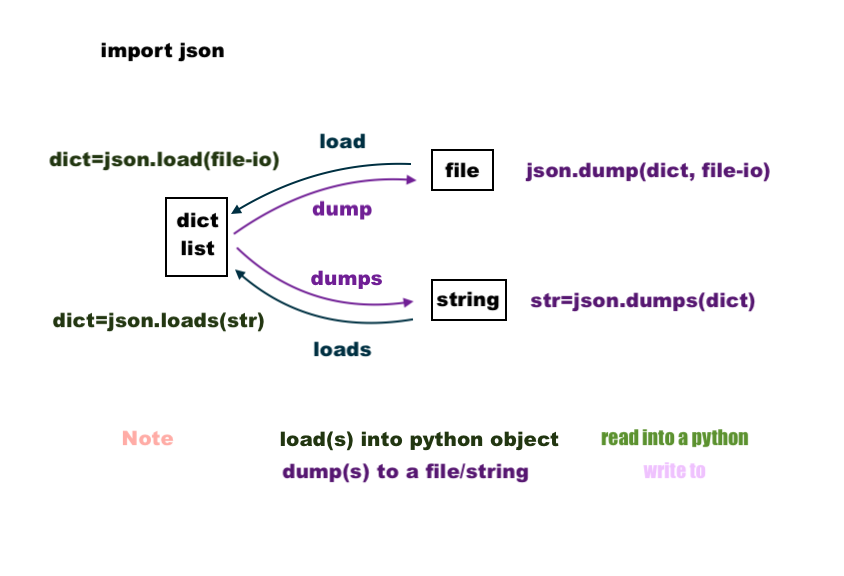 import json
load
dict=json.load(file-io)
file
json.dump(dict, file-io)
dump
dict
list
dumps
string
str=json.dumps(dict)
dict=json.loads(str)
loads
Note
load(s) into python object
read into a python
dump(s) to a file/string
write to